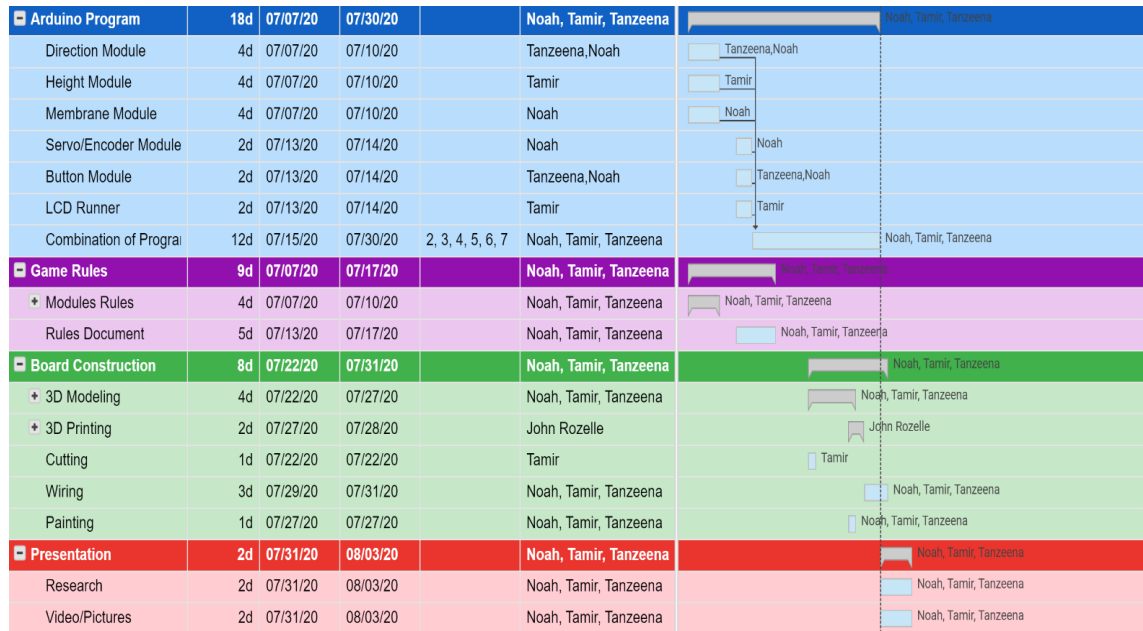 Arduino Program 18d 07/07/20 07/30/20 Noah, Tamir, Tanzeena Noah, Tamir, Tanzeena
Direction Module 4d 07/07/20 07/10/20 Tanzeena,Noah Tanzeena,Noah
Height Module 4d 07/07/20 07/10/20 Tamir Tamir
Membrane Module 4d 07/07/20 07/10/20 Noah Noah
Servo/Encoder Module 2d 07/13/20 07/14/20 Noah Noah
Button Module 2d 07/13/20 07/14/20 Tanzeena,Noah Tanzeena,Noah
LCD Runner 2d 07/13/20 07/14/20 Tamir Tamir
Combination of Progra 12d 07/15/20 07/30/20 2, 3, 4, 5, 6, 7 Noah, Tamir, Tanzeena Noah, Tamir, Tanzeena
Game Rules 9d 07/07/20 07/17/20 Noah, Tamir, Tanzeena Noah, Tamir, Tanzeena
Modules Rules 4d 07/07/20 07/10/20 Noah, Tamir, Tanzeena Noah, Tamir, Tanzeena
Rules Document 5d 07/13/20 07/17/20 Noah, Tamir, Tanzeena Noah, Tamir, Tanzeena
Board Construction 8d 07/22/20 07/31/20 Noah, Tamir, Tanzeena Noah, Tamir, Tanzeena
3D Modeling 4d 07/22/20 07/27/20 Noah, Tamir, Tanzeena Noah, Tamir, Tanzeena
3D Printing 2d 07/27/20 07/28/20 John Rozelle John Rozelle
Cutting 1d 07/22/20 07/22/20 Tamir Tamir
Wiring 3d 07/29/20 07/31/20 Noah, Tamir, Tanzeena Noah, Tamir, Tanzeena
Painting 1d 07/27/20 07/27/20 Noah, Tamir, Tanzeena Noah, Tamir, Tanzeena
Presentation 2d 07/31/20 08/03/20 Noah, Tamir, Tanzeena Noah, Tamir, Tanzeena
Research 2d 07/31/20 08/03/20 Noah, Tamir, Tanzeena Noah, Tamir, Tanzeena
Video/Pictures 2d 07/31/20 08/03/20 Noah, Tamir, Tanzeena Noah, Tamir, Tanzeena